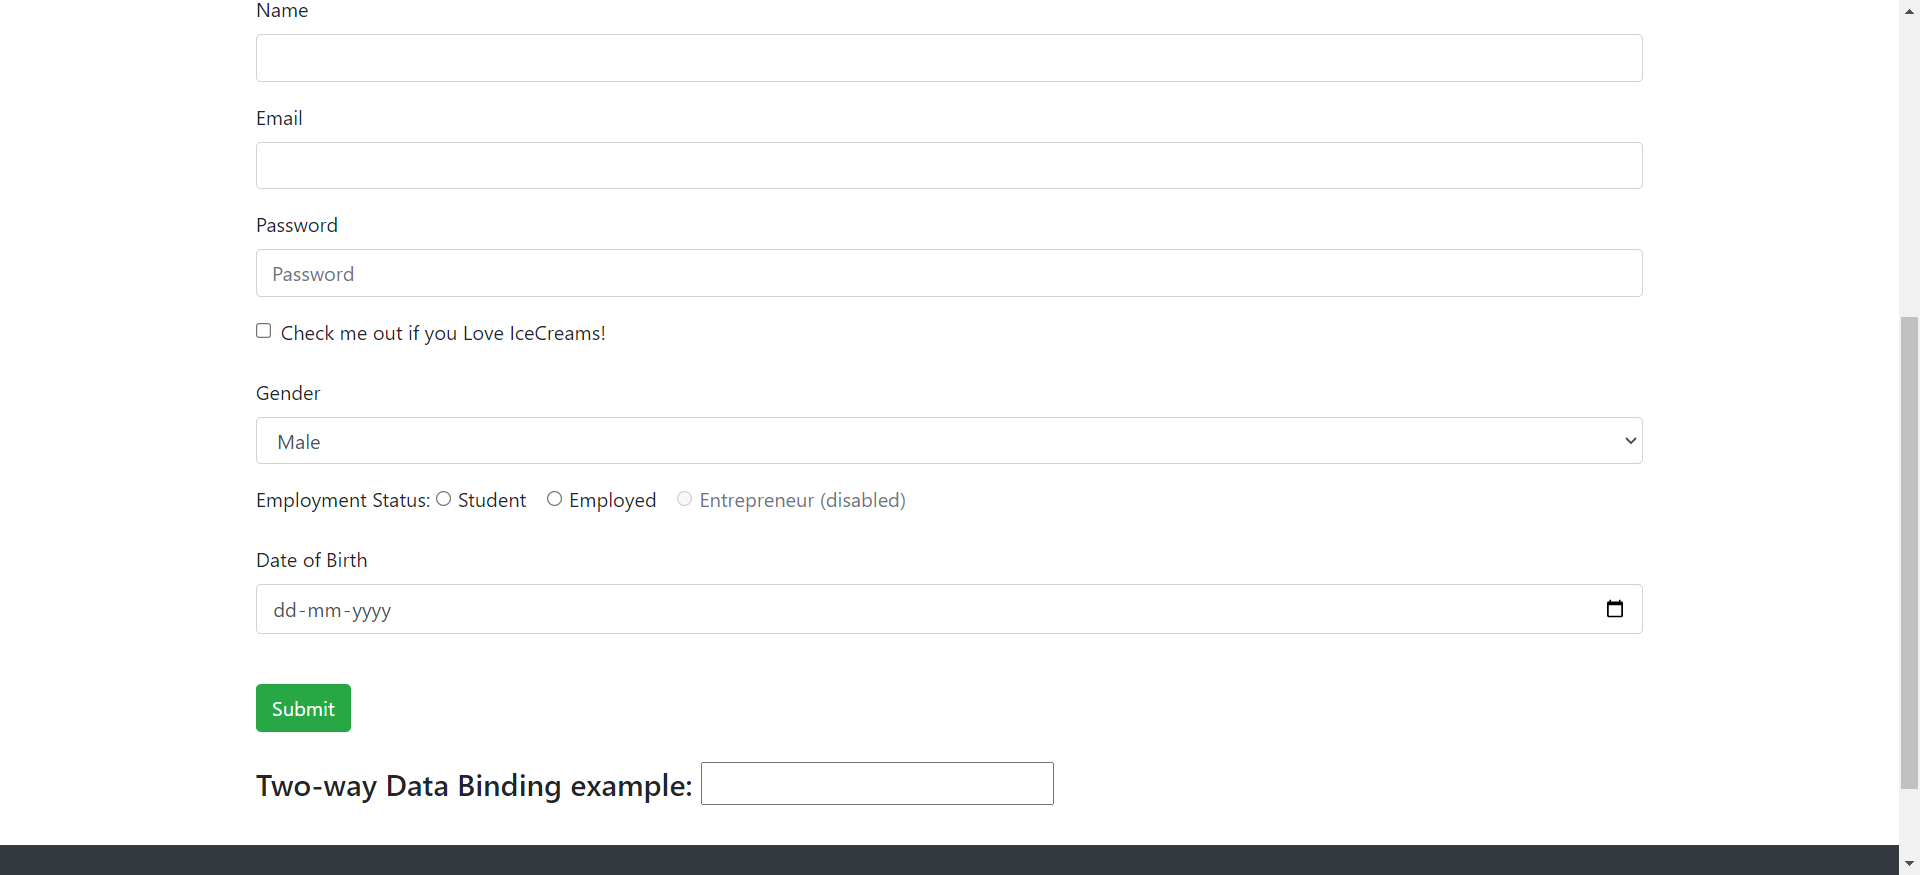 Name
Email
Password
Password
Check me out if you Love IceCreams!
Gender
Male
Employment Status: Student Employed Entrepreneur (disabled)
Date of Birth
dd-mm-yyyy
Submit
Two-way Data Binding example: